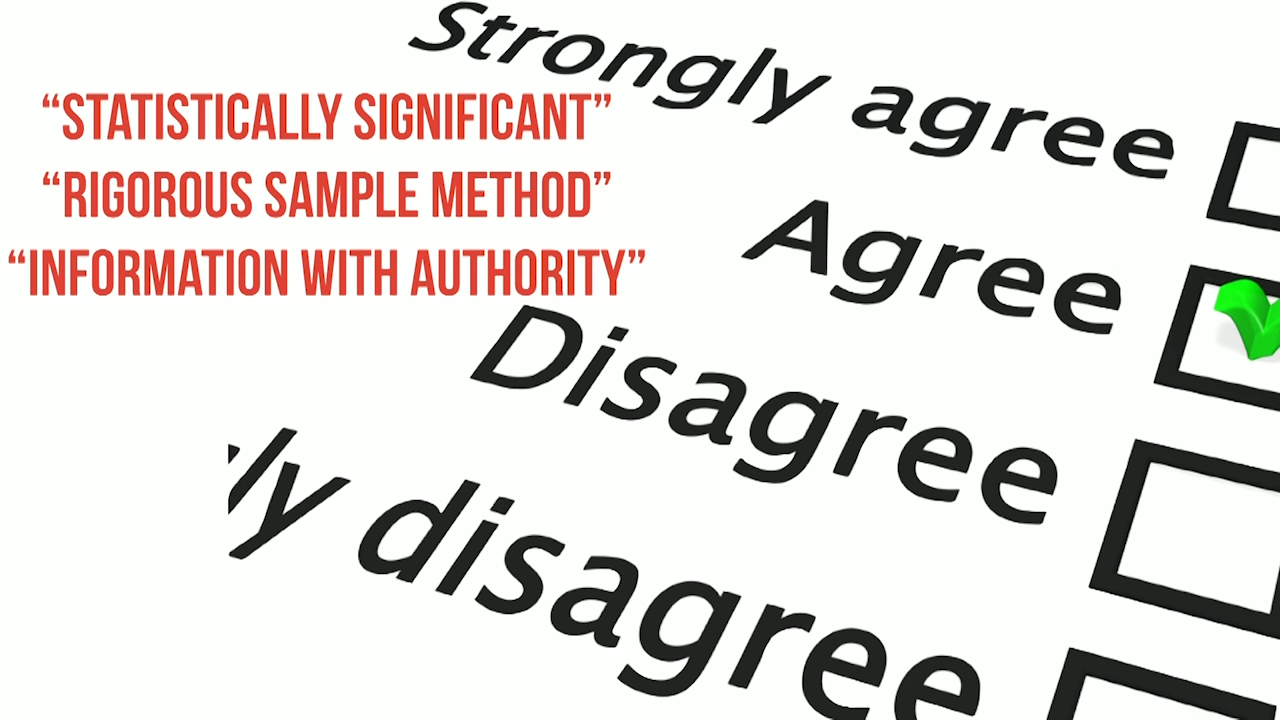 “STATISTICALLY SIGNIFICANT”
“RIGOROUS SAMPLE METHOD”
“INFORMATION WITH AUTHORITY”
Strongly agree
Agree
Disagree
ly disagree